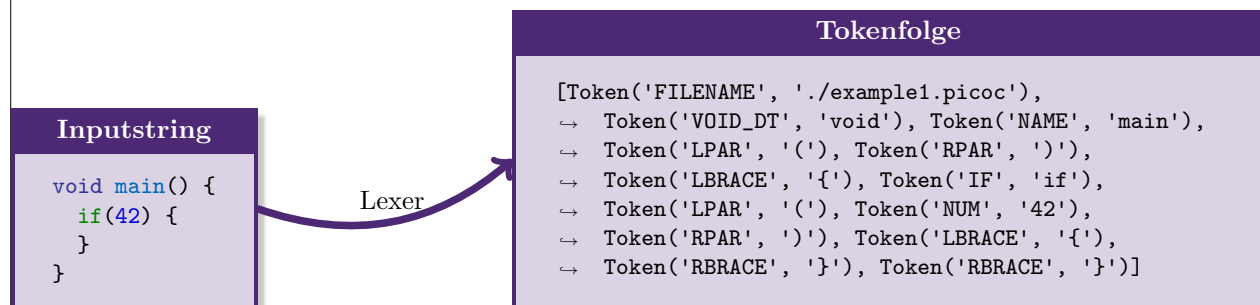 Inputstring
void main() {
  if(42) {
  }
}
Lexer
Tokenfolge
[Token('FILENAME', './example1.picoc'),
↪ Token('VOID_DT', 'void'), Token('NAME', 'main'),
↪ Token('LPAR', '('), Token('RPAR', ')'),
↪ Token('LBRACE', '{'), Token('IF', 'if'),
↪ Token('LPAR', '('), Token('NUM', '42'),
↪ Token('RPAR', ')'), Token('LBRACE', '{'),
↪ Token('RBRACE', '}'), Token('RBRACE', '}')]